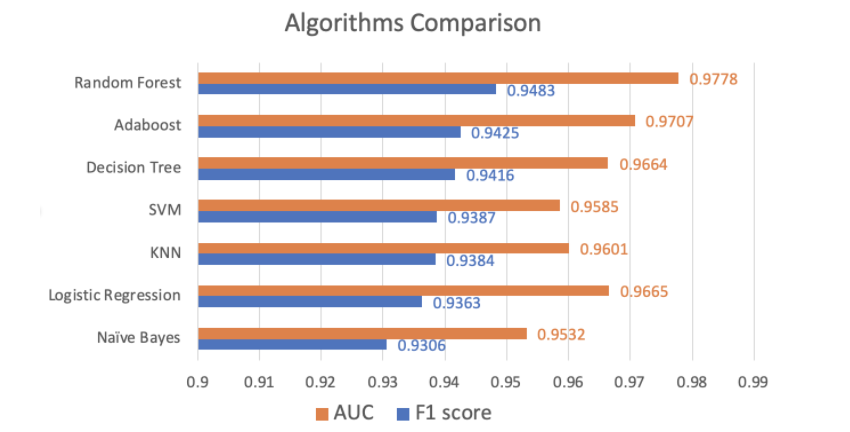 Algorithms Comparison
Random Forest
0.9778
0.9483
Adaboost
0.9707
0.9425
Decision Tree
0.9664
0.9416
SVM
0.9585
0.9387
KNN
0.9601
0.9384
Logistic Regression
0.9665
0.9363
Naïve Bayes
0.9532
0.9306
0.9 0.91 0.92 0.93 0.94 0.95 0.96 0.97 0.98 0.99
AUC F1 score